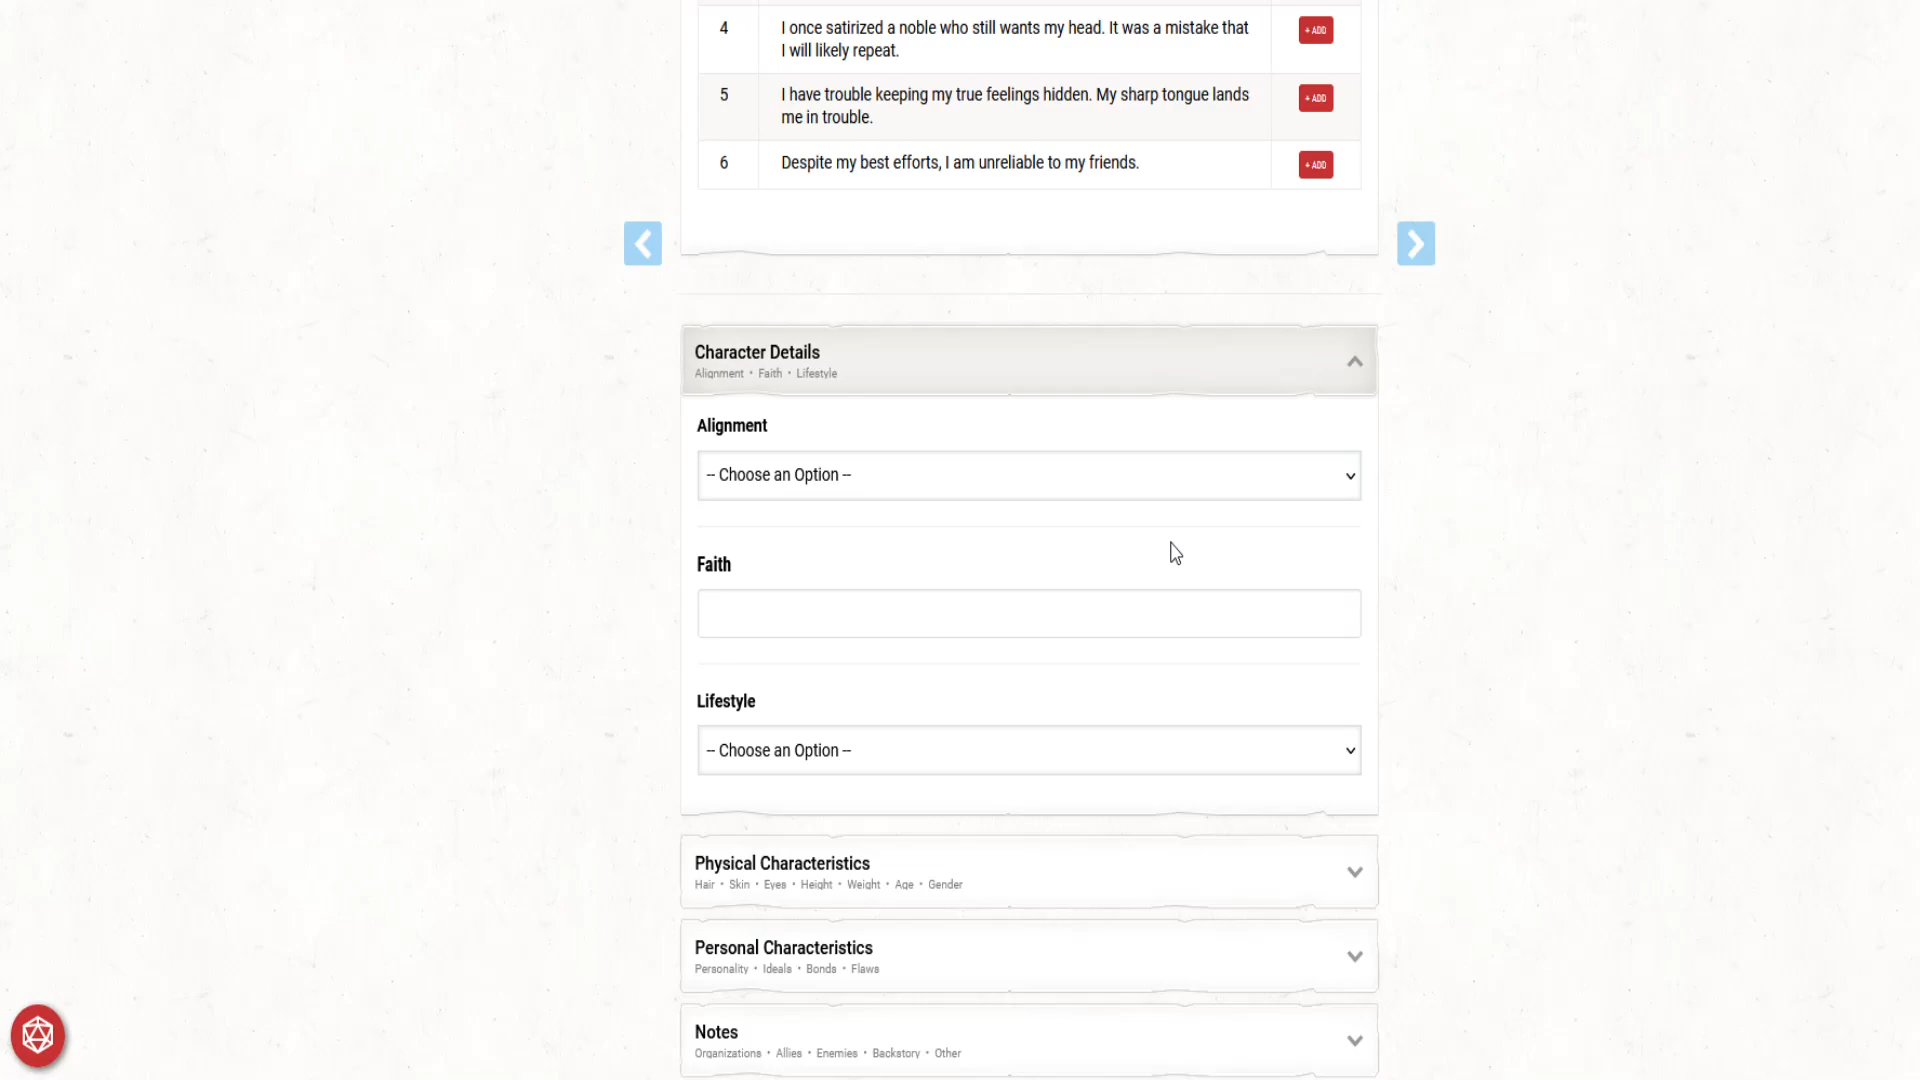 4
I once satirized a noble who still wants my head. It was a mistake that
I will likely repeat.
+ ADD
5
I have trouble keeping my true feelings hidden. My sharp tongue lands
me in trouble.
+ ADD
6
Despite my best efforts, I am unreliable to my friends.
+ ADD
Character Details
Alignment • Faith • Lifestyle
Alignment
-- Choose an Option --
Faith
Lifestyle
-- Choose an Option --
Physical Characteristics
Hair • Skin • Eyes • Height • Weight • Age • Gender
Personal Characteristics
Personality • Ideals • Bonds • Flaws
Notes
Organizations • Allies • Enemies • Backstory • Other